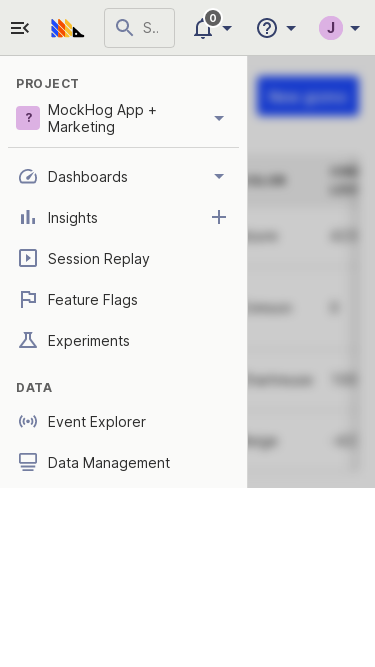 S..
0
J
PROJECT
?
MockHog App +
Marketing
Dashboards
Insights
Session Replay
Feature Flags
Experiments
DATA
Event Explorer
Data Management